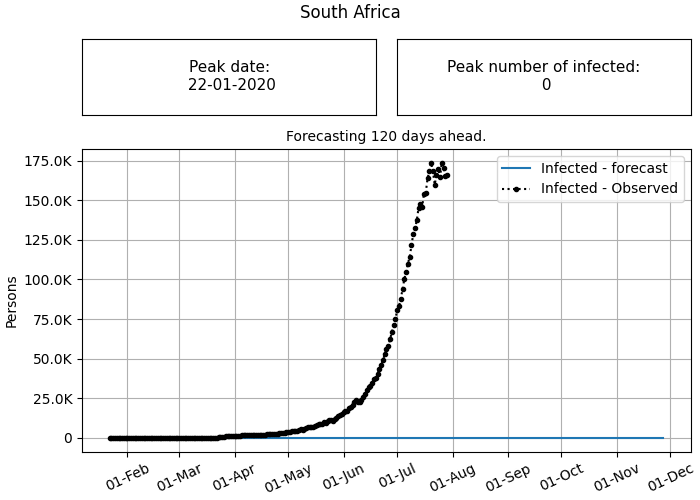 South Africa
Peak date:
22-01-2020
Peak number of infected:
0
Forecasting 120 days ahead.
Infected - forecast
Infected - Observed
Persons
175.0K
150.0K
125.0K
100.0K
75.0K
50.0K
25.0K
0
01-Feb
01-Mar
01-Apr
01-May
01-Jun
01-Jul
01-Aug
01-Sep
01-Oct
01-Nov
01-Dec